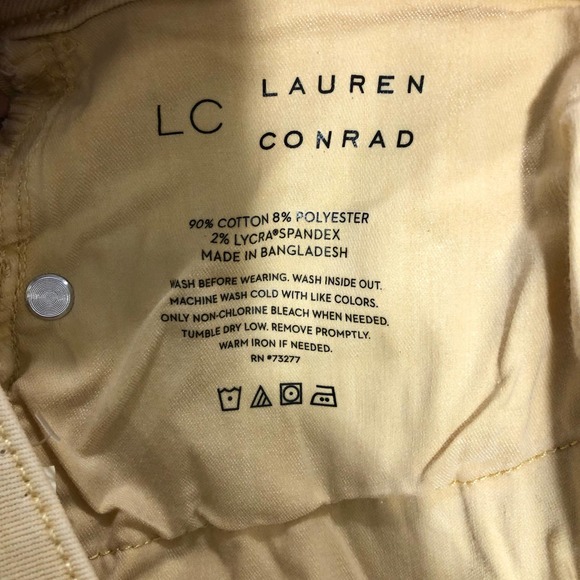 LC LAUREN
CONRAD
90% COTTON 8% POLYESTER
2% LYCRA®SPANDEX
MADE IN BANGLADESH
WASH BEFORE WEARING. WASH INSIDE OUT.
MACHINE WASH COLD WITH LIKE COLORS.
ONLY NON-CHLORINE BLEACH WHEN NEEDED.
TUMBLE DRY LOW. REMOVE PROMPTLY.
WARM IRON IF NEEDED.
RN #73277